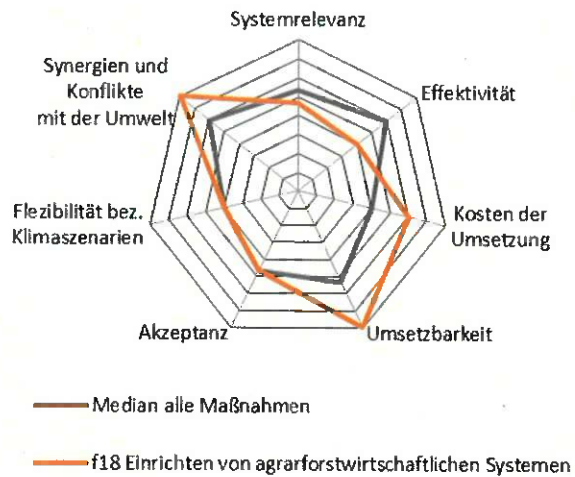 Systemrelevanz
Synergien und
Konflikte
mit der Umwelt
Effektivität
Flezibilität bez.
Klimaszenarien
Kosten der
Umsetzung
Akzeptanz
Umsetzbarkeit
Median alle Maßnahmen
f18 Einrichten von agrarforstwirtschaftlichen Systemen